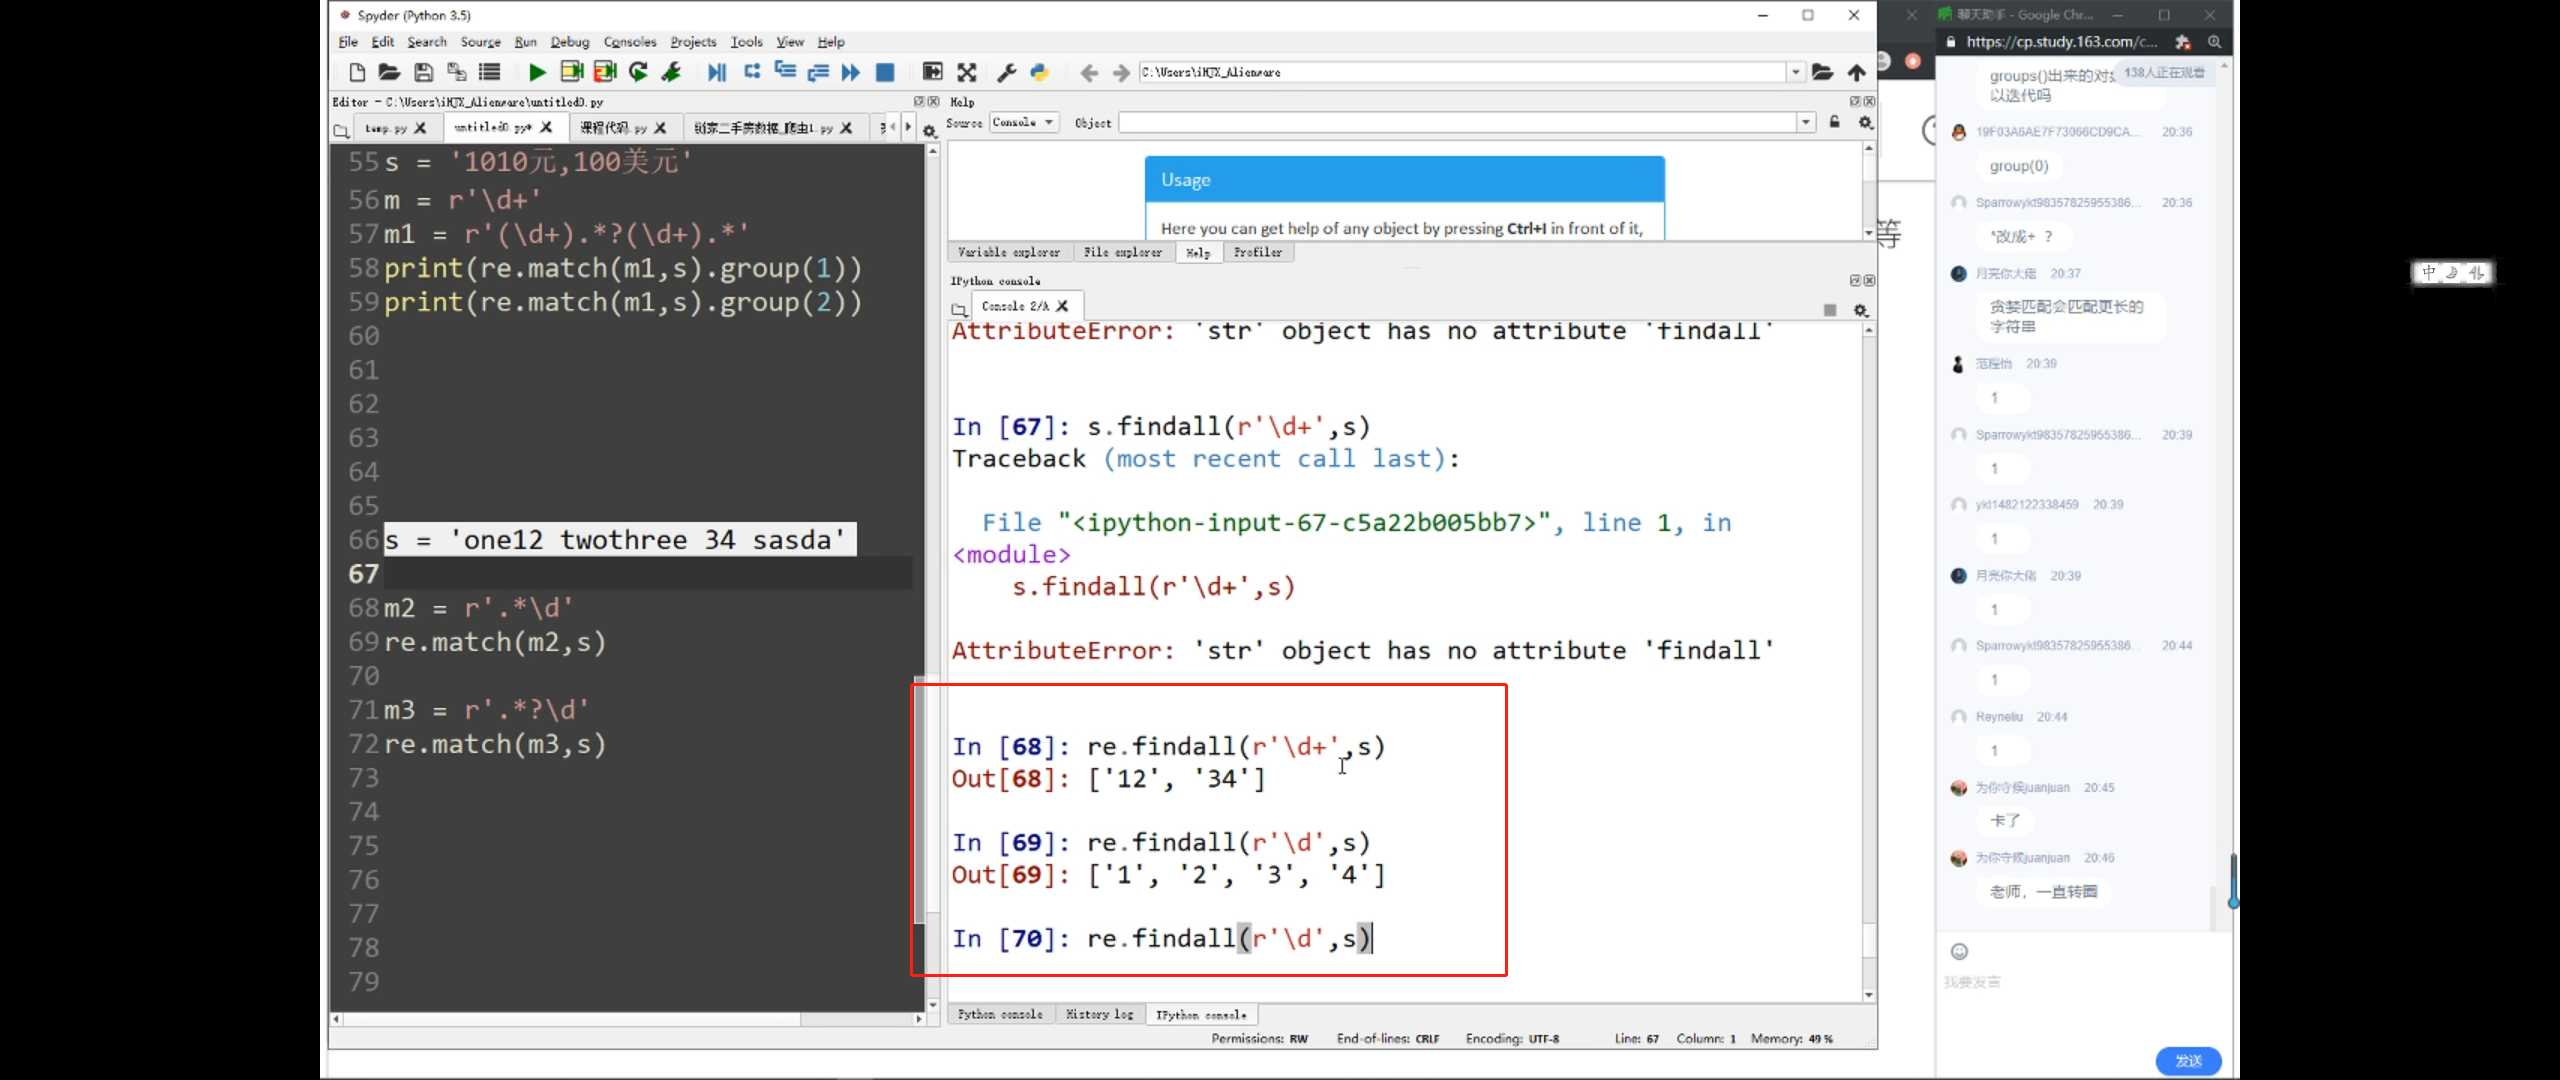 Spyder (Python 3.5)
File Edit Search Source Run Debug Consoles Projects Tools View Help
C:\Users\iHJX_Alienware
Editor - C:\Users\iHJX_Alienware\untitled0.py
temp.py
untitled0.py*
课程代码.py
链家二手房数据_爬虫1.py
55 s = '1010元,100美元'
56 m = r'\d+'
57 m1 = r'(\d+).*?(\d+).*'
58 print(re.match(m1,s).group(1))
59 print(re.match(m1,s).group(2))
60
61
62
63
64
65
66 s = 'one12 twothree 34 sasda'
67
68 m2 = r'.*\d'
69 re.match(m2,s)
70
71 m3 = r'.*?\d'
72 re.match(m3,s)
73
74
75
76
77
78
79
Help
Source Console Object
Usage
Here you can get help of any object by pressing Ctrl+I in front of it,
Variable explorer File explorer Help Profiler
IPython console
Console 2/A
AttributeError: 'str' object has no attribute 'findall'
In [67]: s.findall(r'\d+',s)
Traceback (most recent call last):
File "<ipython-input-67-c5a22b005bb7>", line 1, in
<module>
s.findall(r'\d+',s)
AttributeError: 'str' object has no attribute 'findall'
In [68]: re.findall(r'\d+',s)
Out[68]: ['12', '34']
In [69]: re.findall(r'\d',s)
Out[69]: ['1', '2', '3', '4']
In [70]: re.findall(r'\d',s)
Python console History log IPython console
Permissions: RW End-of-lines: CRLF Encoding: UTF-8 Line: 67 Column: 1 Memory: 49 %
等
聊天助手 - Google Chr...
https://cp.study.163.com/c...
138人正在观看
groups()出来的对
以迭代吗
19F03A6AE7F73066CD9CA... 20:36
group(0)
Sparrowykt98357825955386... 20:36
*改成+ ？
月亮你大佬 20:37
贪婪匹配会匹配更长的
字符串
范程怡 20:39
1
Sparrowykt98357825955386... 20:39
1
ykt1482122338459 20:39
1
月亮你大佬 20:39
1
Sparrowykt98357825955386... 20:44
1
Reyneliu 20:44
1
为你守候juanjuan 20:45
卡了
为你守候juanjuan 20:46
老师，一直转圈
我要发言
发送
中